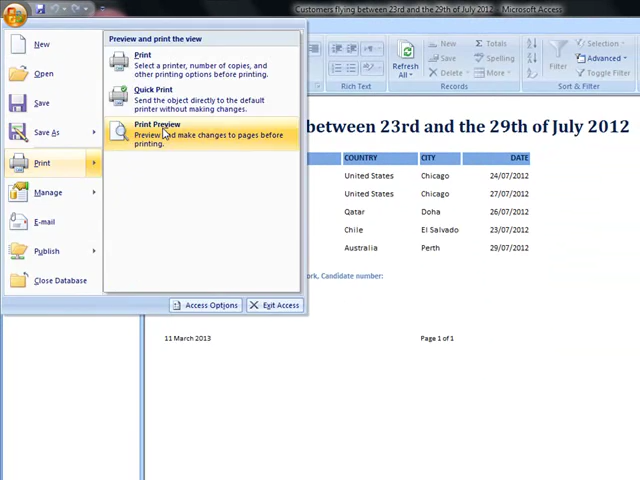 Customers flying between 23rd and the 29th of July 2012 - Microsoft Access
New
Open
Save
Save As
Print
Manage
E-mail
Publish
Close Database
Preview and print the view
Print
Select a printer, number of copies, and
other printing options before printing.
Quick Print
Send the object directly to the default
printer without making changes.
Print Preview
Preview and make changes to pages before
printing.
Access Options
Exit Access
Refresh
All
New
Save
Delete
Totals
Spelling
More
Filter
Selection
Advanced
Toggle Filter
Rich Text
Records
Sort & Filter
between 23rd and the 29th of July 2012
COUNTRY CITY DATE
United States Chicago 24/07/2012
United States Chicago 27/07/2012
Qatar Doha 26/07/2012
Chile El Salvado 23/07/2012
Australia Perth 29/07/2012
Candidate number:
11 March 2013
Page 1 of 1